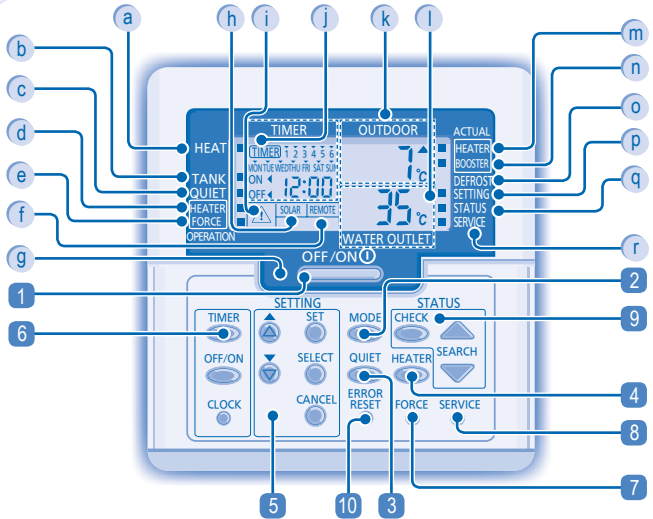 a
b
c
d
e
f
g
h
i
j
k
l
m
n
o
p
q
r
HEAT
TANK
QUIET
HEATER
FORCE
OPERATION
TIMER
TIMER 1 2 3 4 5 6
MON TUE WED THU FRI SAT SUN
ON
OFF 12:00
SOLAR REMOTE
OUTDOOR
7 °C
35 °C
WATER OUTLET
ACTUAL
HEATER
BOOSTER
DEFROST
SETTING
STATUS
SERVICE
OFF/ON
SETTING
STATUS
TIMER
SET
MODE
CHECK
OFF/ON
SELECT
QUIET
HEATER
SEARCH
CLOCK
CANCEL
ERROR
RESET
FORCE
SERVICE
1
6
5
10
3
2
9
4
8
7